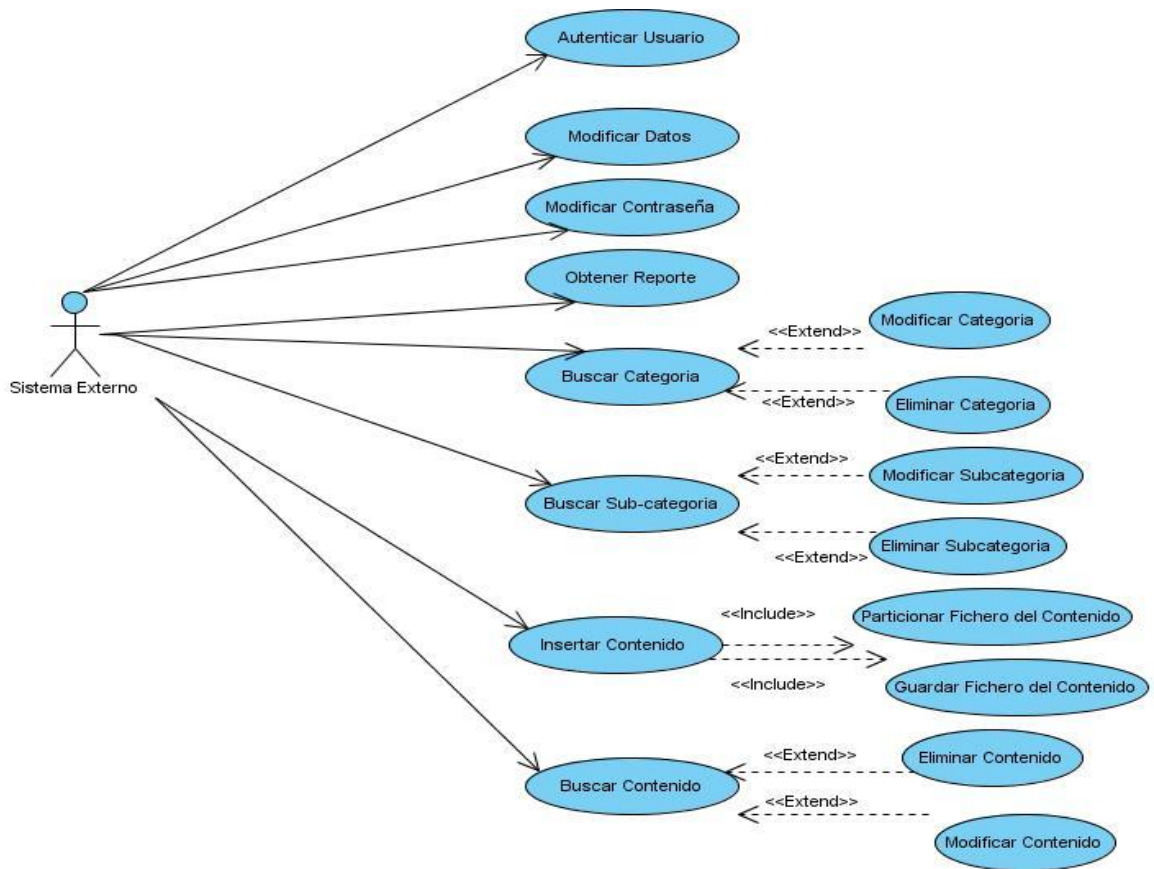 Autenticar Usuario
Modificar Datos
Modificar Contraseña
Obtener Reporte
Modificar Categoria
<<Extend>>
Buscar Categoria
Sistema Externo
<<Extend>>
Eliminar Categoria
<<Extend>>
Modificar Subcategoria
Buscar Sub-categoria
Eliminar Subcategoria
<<Extend>>
<<Include>>
Particionar Fichero del Contenido
Insertar Contenido
<<Include>>
Guardar Fichero del Contenido
<<Extend>>
Eliminar Contenido
Buscar Contenido
<<Extend>>
Modificar Contenido